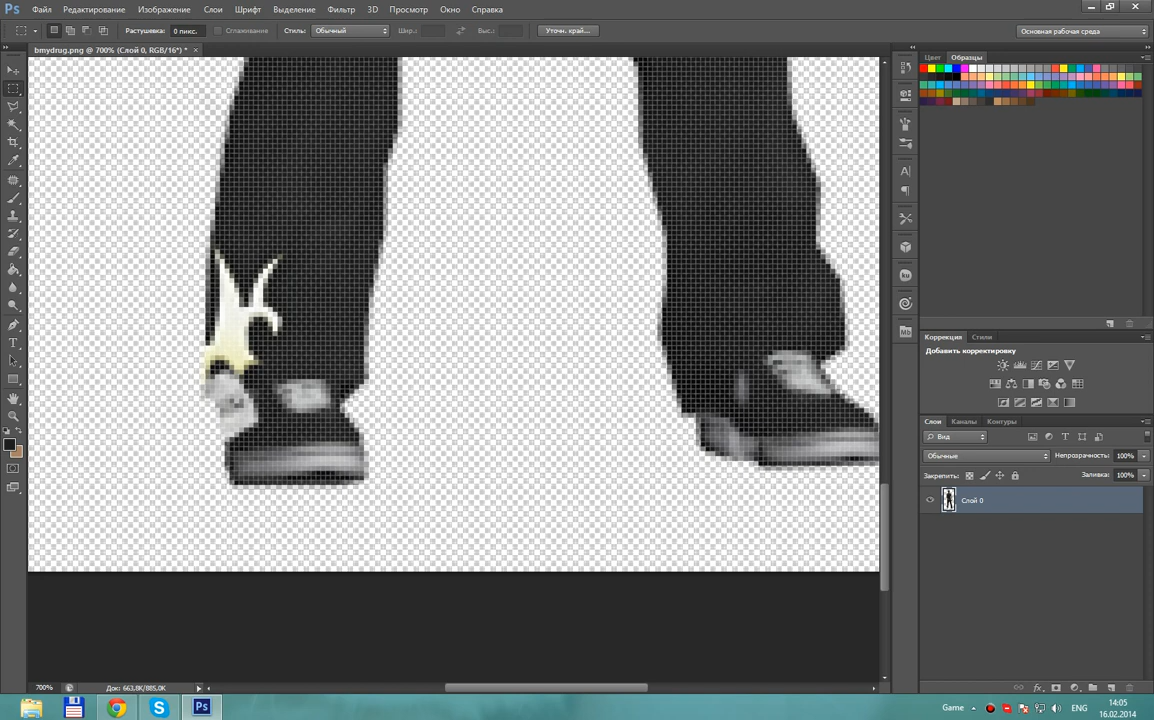 Ps Файл Редактирование Изображение Слои Шрифт Выделение Фильтр 3D Просмотр Окно Справка
Растушевка: 0 пикс. Сглаживание Стиль: Обычный Шир.: Выс.: Уточн. край... Основная рабочая среда
bmydrug.png @ 700% (Слой 0, RGB/16*) * ×
Цвет Образцы
Коррекция Стили
Добавить корректировку
Слои Каналы Контуры
Вид
Обычные Непрозрачность: 100%
Закрепить: Заливка: 100%
Слой 0
700% Док: 663,8K/885,0K
Ps Game ENG 14:05
16.02.2014